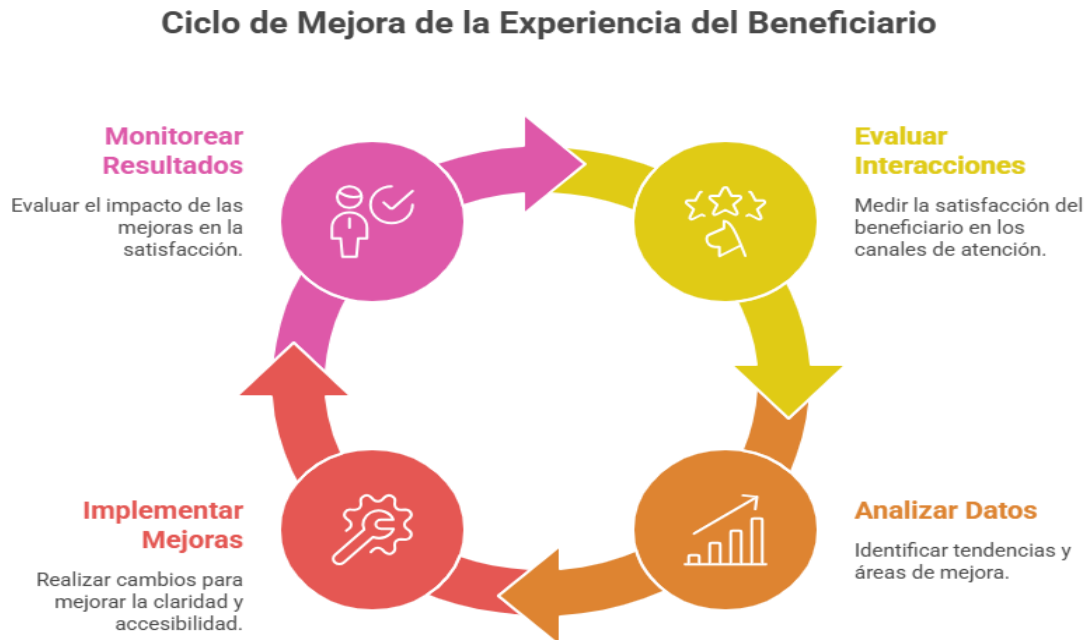 Ciclo de Mejora de la Experiencia del Beneficiario
Monitorear
Resultados
Evaluar el impacto de las
mejoras en la
satisfacción.
Evaluar
Interacciones
Medir la satisfacción del
beneficiario en los
canales de atención.
Implementar
Mejoras
Realizar cambios para
mejorar la claridad y
accesibilidad.
Analizar Datos
Identificar tendencias y
áreas de mejora.